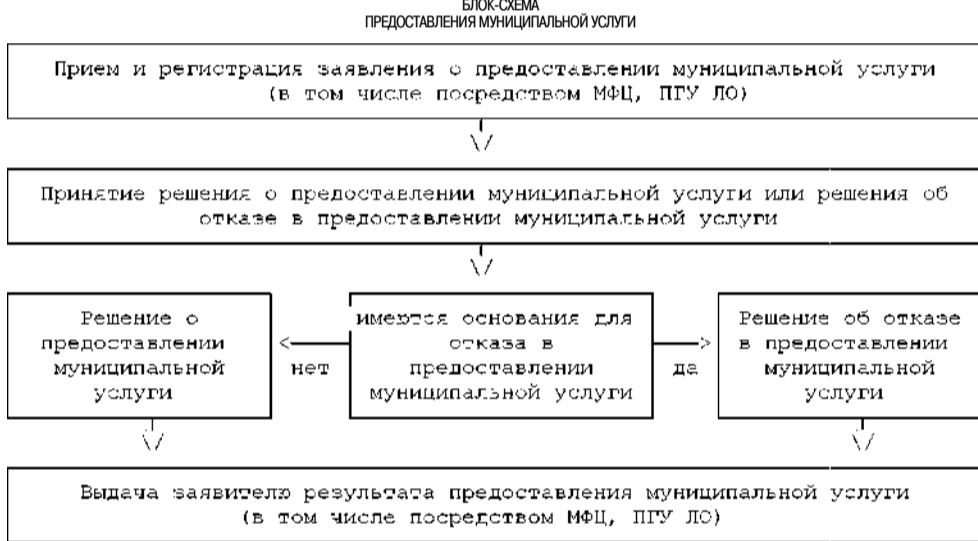 БЛОК-СХЕМА
ПРЕДОСТАВЛЕНИЯ МУНИЦИПАЛЬНОЙ УСЛУГИ
Прием и регистрация заявления о предоставлении муниципальной услуги
(в том числе посредством МФЦ, ПГУ ЛО)
Принятие решения о предоставлении муниципальной услуги или решения об
отказе в предоставлении муниципальной услуги
Решение о
предоставлении
муниципальной
услуги
нет
имеются основания для
отказа в
предоставлении
муниципальной услуги
да
Решение об отказе
в предоставлении
муниципальной
услуги
Выдача заявителю результата предоставления муниципальной услуги
(в том числе посредством МФЦ, ПГУ ЛО)